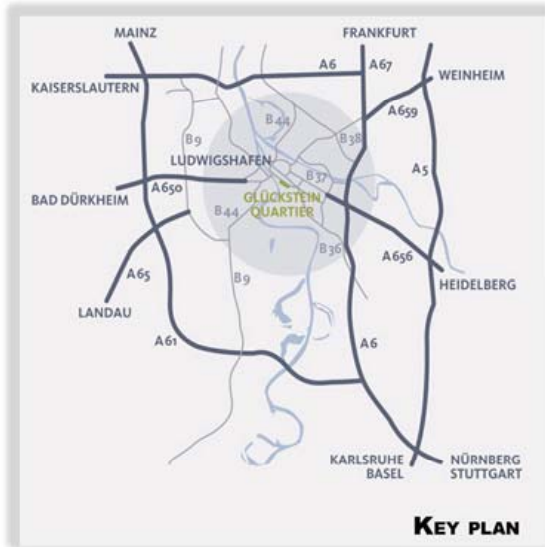 MAINZ
FRANKFURT
A6
A67
WEINHEIM
KAISERSLAUTERN
A659
B44
B9
B38
LUDWIGSHAFEN
A5
B37
A650
BAD DÜRKHEIM
GLÜCKSTEIN
QUARTIER
B44
B36
A656
A65
B9
HEIDELBERG
LANDAU
A61
A6
KARLSRUHE
BASEL
NÜRNBERG
STUTTGART
KEY PLAN